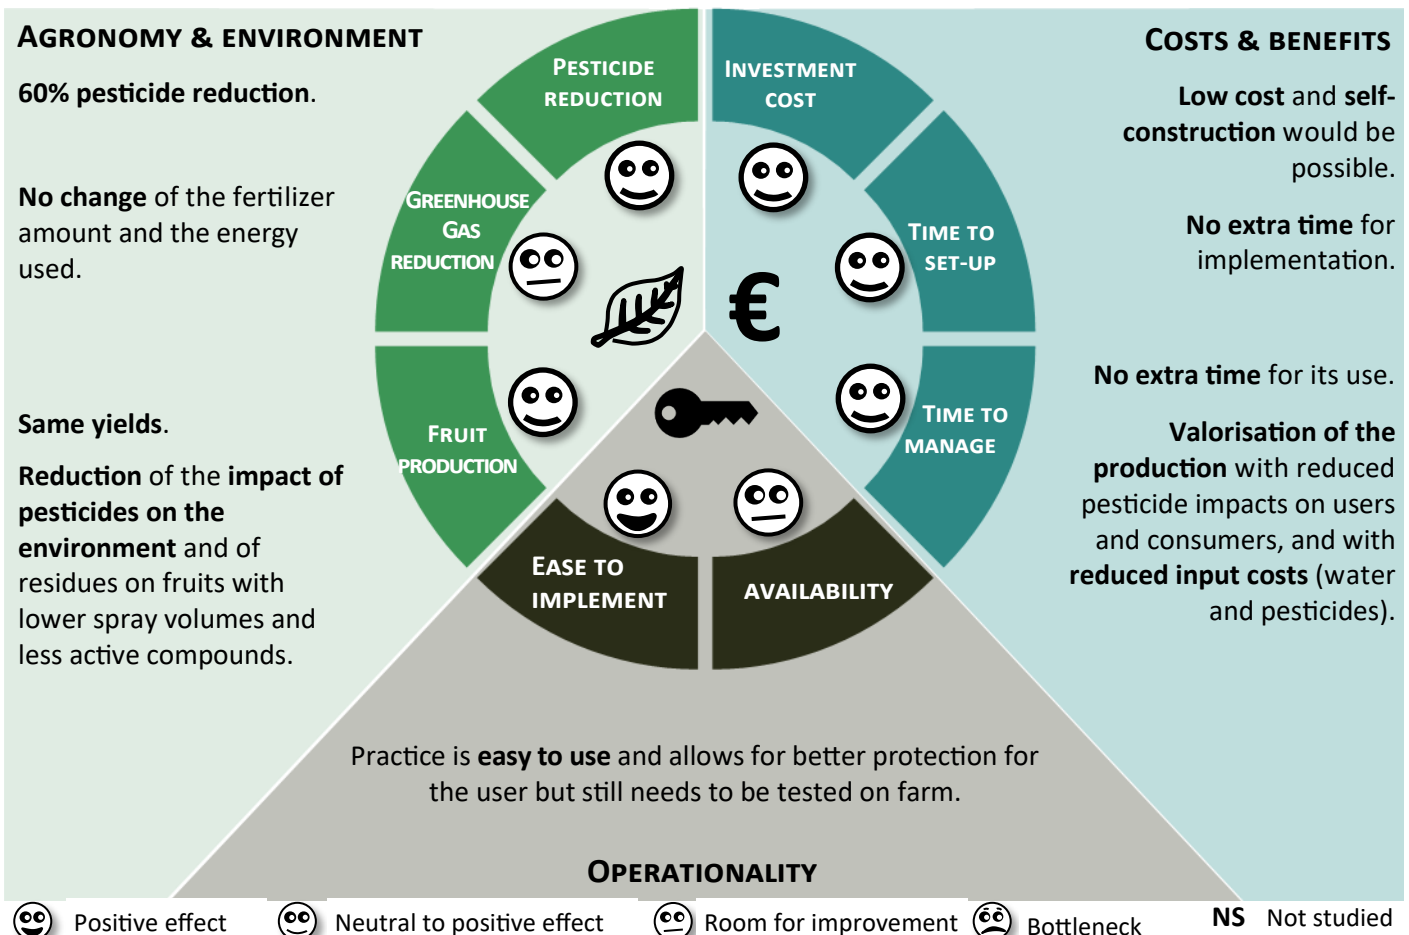 AGRONOMY & ENVIRONMENT
60% pesticide reduction.
No change of the fertilizer
amount and the energy
used.
Same yields.
Reduction of the impact of
pesticides on the
environment and of
residues on fruits with
lower spray volumes and
less active compounds.
PESTICIDE
REDUCTION
GREENHOUSE
GAS
REDUCTION
FRUIT
PRODUCTION
INVESTMENT
COST
TIME TO
SET-UP
TIME TO
MANAGE
€
EASE TO
IMPLEMENT
AVAILABILITY
COSTS & BENEFITS
Low cost and self-
construction would be
possible.
No extra time for
implementation.
No extra time for its use.
Valorisation of the
production with reduced
pesticide impacts on users
and consumers, and with
reduced input costs (water
and pesticides).
Practice is easy to use and allows for better protection for
the user but still needs to be tested on farm.
OPERATIONALITY
Positive effect
Neutral to positive effect
Room for improvement
Bottleneck
NS Not studied